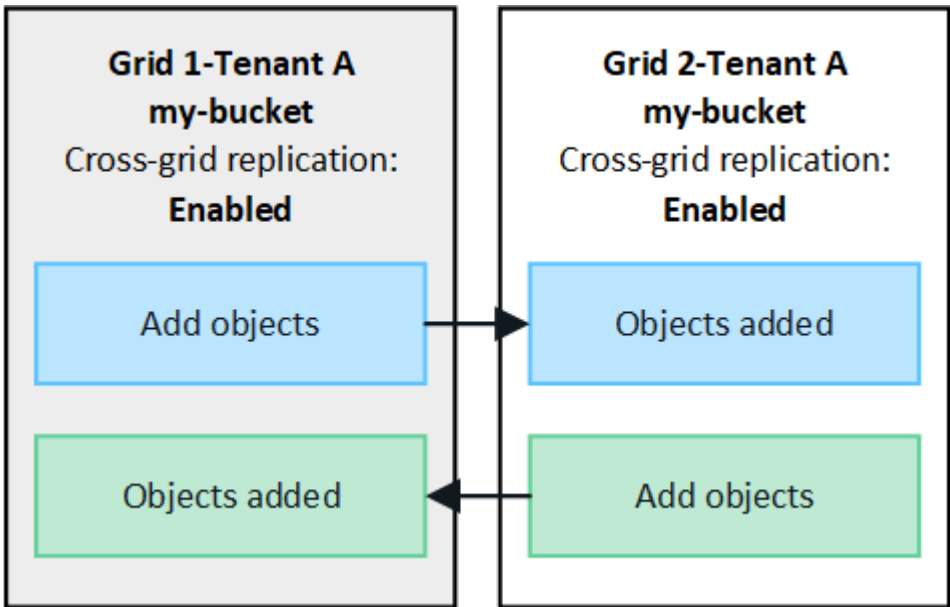 Grid 1-Tenant A
my-bucket
Cross-grid replication:
Enabled
Add objects
Objects added
Grid 2-Tenant A
my-bucket
Cross-grid replication:
Enabled
Objects added
Add objects